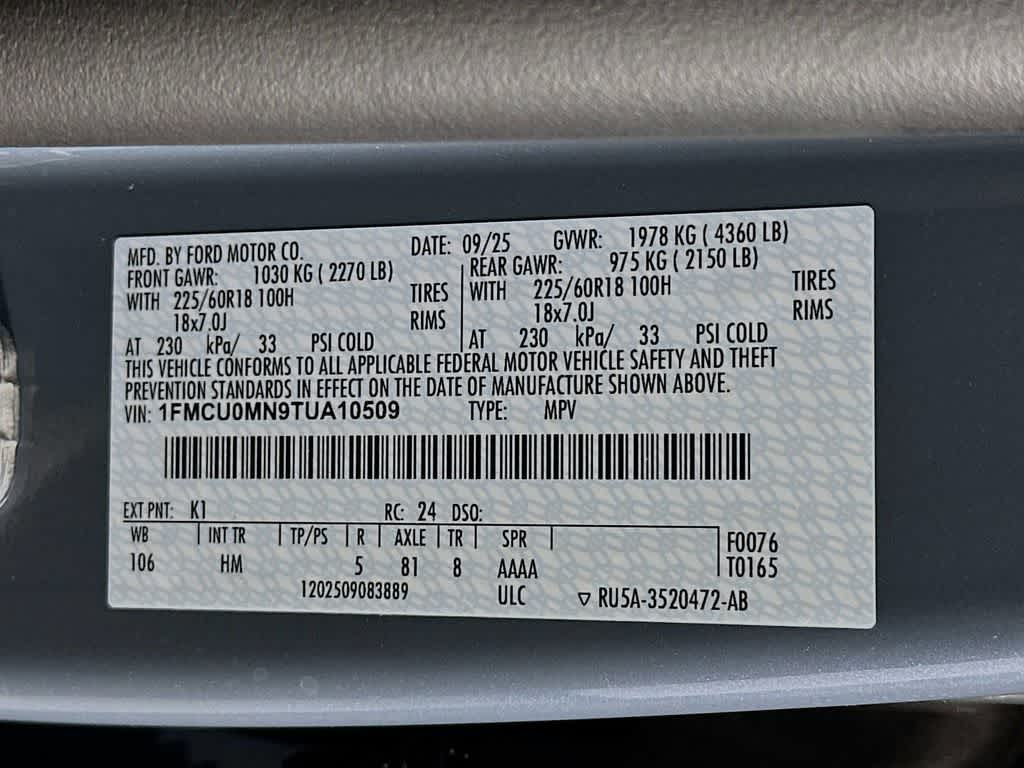 MFD. BY FORD MOTOR CO. DATE: 09/25 GVWR: 1978 KG ( 4360 LB)
FRONT GAWR: 1030 KG ( 2270 LB) REAR GAWR: 975 KG ( 2150 LB)
WITH 225/60R18 100H TIRES WITH 225/60R18 100H TIRES
18x7.0J RIMS 18x7.0J RIMS
AT 230 kPa/ 33 PSI COLD AT 230 kPa/ 33 PSI COLD
THIS VEHICLE CONFORMS TO ALL APPLICABLE FEDERAL MOTOR VEHICLE SAFETY AND THEFT
PREVENTION STANDARDS IN EFFECT ON THE DATE OF MANUFACTURE SHOWN ABOVE.
VIN: 1FMCU0MN9TUA10509 TYPE: MPV
EXT PNT: K1 RC: 24 DSO:
WB INT TR TP/PS R AXLE TR SPR F0076
106 HM 5 81 8 AAAA T0165
1202509083889 ULC ▽ RU5A-3520472-AB